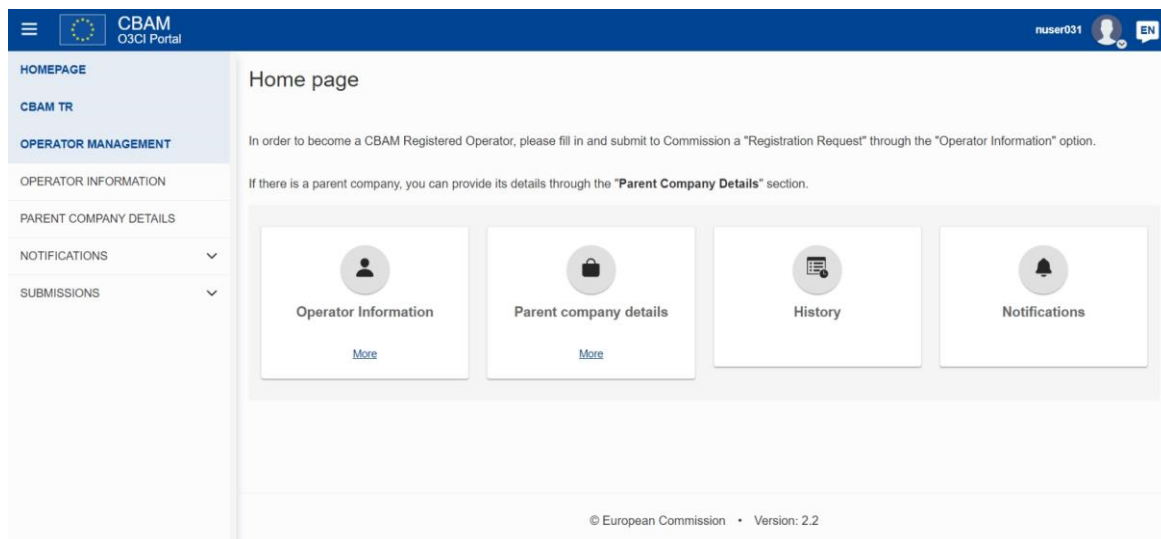 CBAM
O3CI Portal
nuser031
EN
HOMEPAGE
CBAM TR
OPERATOR MANAGEMENT
OPERATOR INFORMATION
PARENT COMPANY DETAILS
NOTIFICATIONS
SUBMISSIONS
Home page
In order to become a CBAM Registered Operator, please fill in and submit to Commission a "Registration Request" through the "Operator Information" option.
If there is a parent company, you can provide its details through the "Parent Company Details" section.
Operator Information
More
Parent company details
More
History
Notifications
© European Commission • Version: 2.2